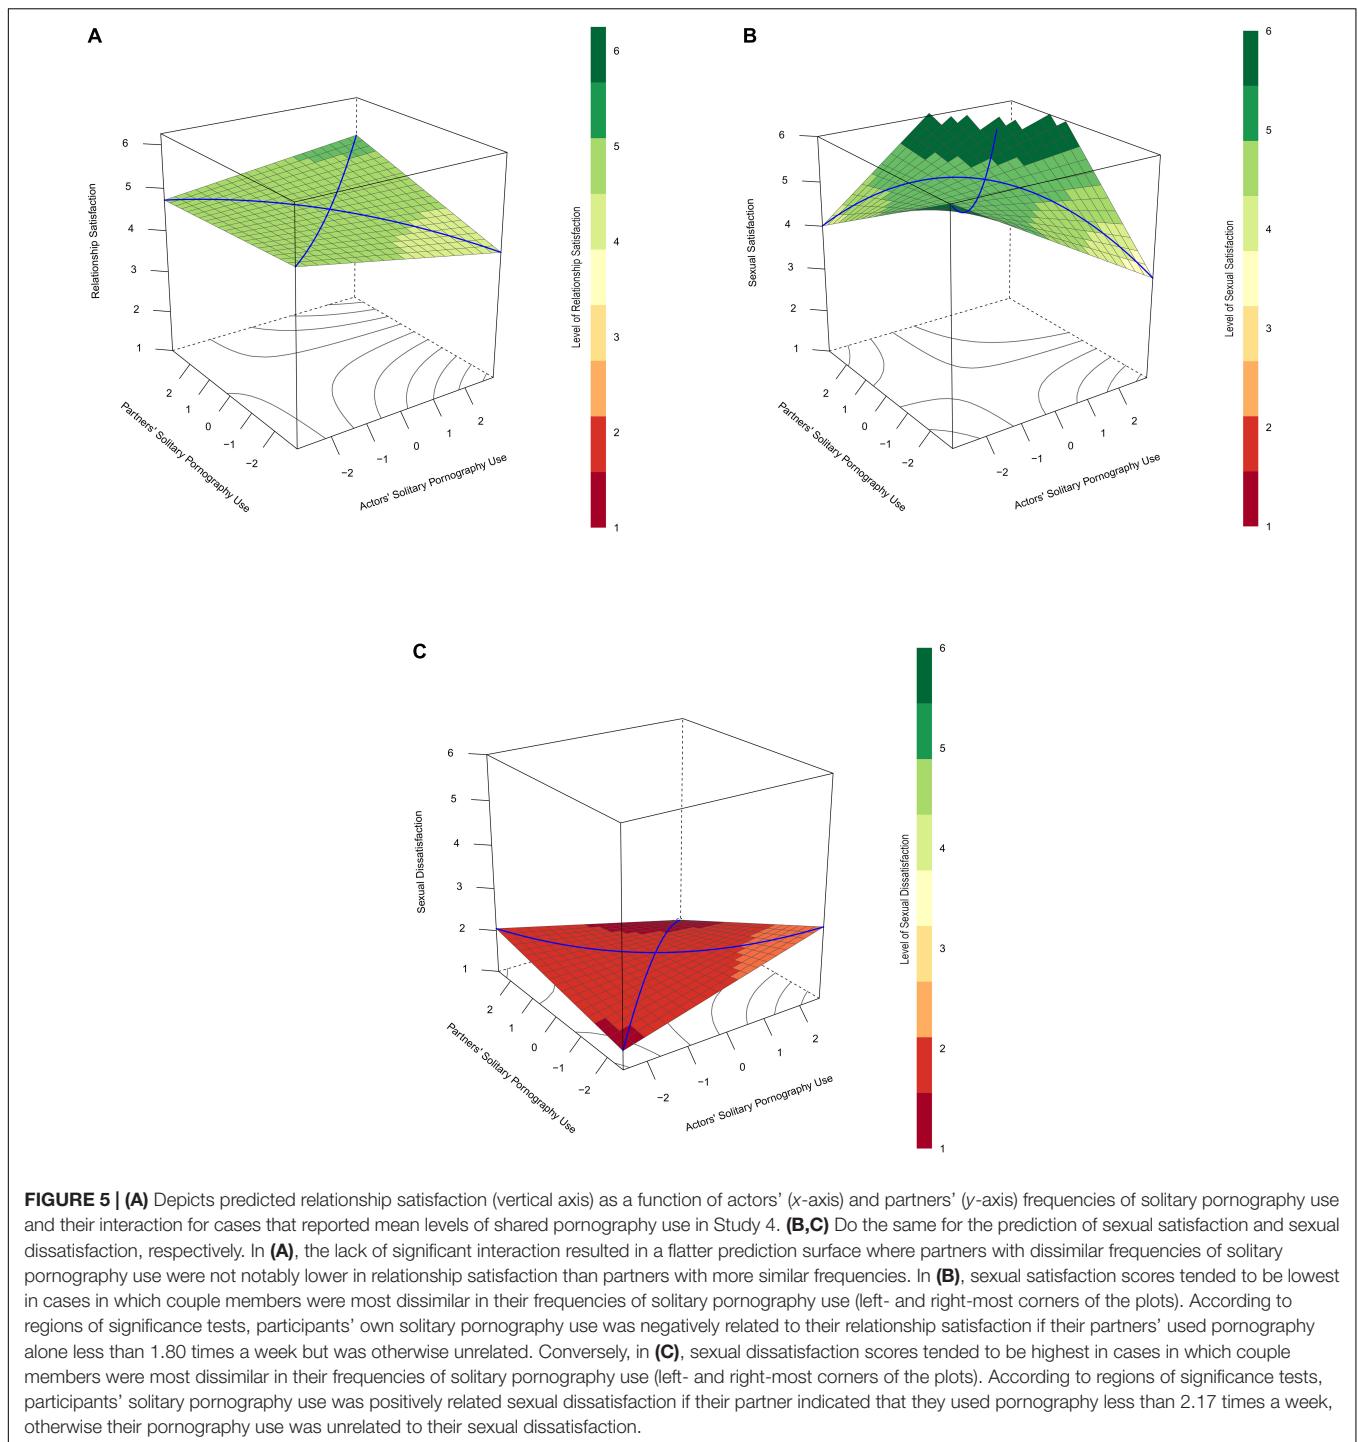 A
6
5
4
3
2
1
Relationship Satisfaction
2
1
0
−1
−2
Partners' Solitary Pornography Use
−2
−1
0
1
2
Actors' Solitary Pornography Use
Level of Relationship Satisfaction
6
5
4
3
2
1
B
6
5
4
3
2
1
Sexual Satisfaction
2
1
0
−1
−2
Partners' Solitary Pornography Use
−2
−1
0
1
2
Actors' Solitary Pornography Use
Level of Sexual Satisfaction
6
5
4
3
2
1
C
6
5
4
3
2
1
Sexual Dissatisfaction
2
1
0
−1
−2
Partners' Solitary Pornography Use
−2
−1
0
1
2
Actors' Solitary Pornography Use
Level of Sexual Dissatisfaction
6
5
4
3
2
1
FIGURE 5 | (A) Depicts predicted relationship satisfaction (vertical axis) as a function of actors' (x-axis) and partners' (y-axis) frequencies of solitary pornography use
and their interaction for cases that reported mean levels of shared pornography use in Study 4. (B,C) Do the same for the prediction of sexual satisfaction and sexual
dissatisfaction, respectively. In (A), the lack of significant interaction resulted in a flatter prediction surface where partners with dissimilar frequencies of solitary
pornography use were not notably lower in relationship satisfaction than partners with more similar frequencies. In (B), sexual satisfaction scores tended to be lowest
in cases in which couple members were most dissimilar in their frequencies of solitary pornography use (left- and right-most corners of the plots). According to
regions of significance tests, participants' own solitary pornography use was negatively related to their relationship satisfaction if their partners' used pornography
alone less than 1.80 times a week but was otherwise unrelated. Conversely, in (C), sexual dissatisfaction scores tended to be highest in cases in which couple
members were most dissimilar in their frequencies of solitary pornography use (left- and right-most corners of the plots). According to regions of significance tests,
participants' solitary pornography use was positively related sexual dissatisfaction if their partner indicated that they used pornography less than 2.17 times a week,
otherwise their pornography use was unrelated to their sexual dissatisfaction.